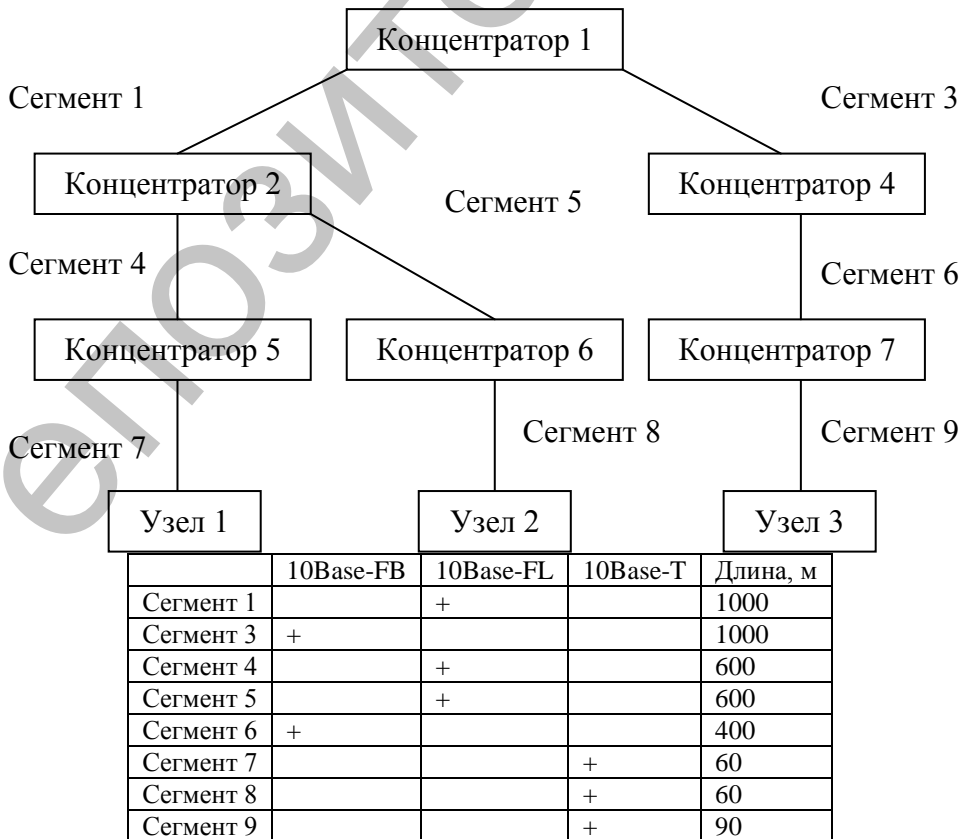 Концентратор 1
Сегмент 1
Сегмент 3
Концентратор 2
Сегмент 5
Концентратор 4
Сегмент 4
Сегмент 6
Концентратор 5
Концентратор 6
Концентратор 7
Сегмент 7
Сегмент 8
Сегмент 9
Узел 1
Узел 2
Узел 3
10Base-FB 10Base-FL 10Base-T Длина, м
Сегмент 1 + 1000
Сегмент 3 + 1000
Сегмент 4 + 600
Сегмент 5 + 600
Сегмент 6 + 400
Сегмент 7 + 60
Сегмент 8 + 60
Сегмент 9 + 90
епозито